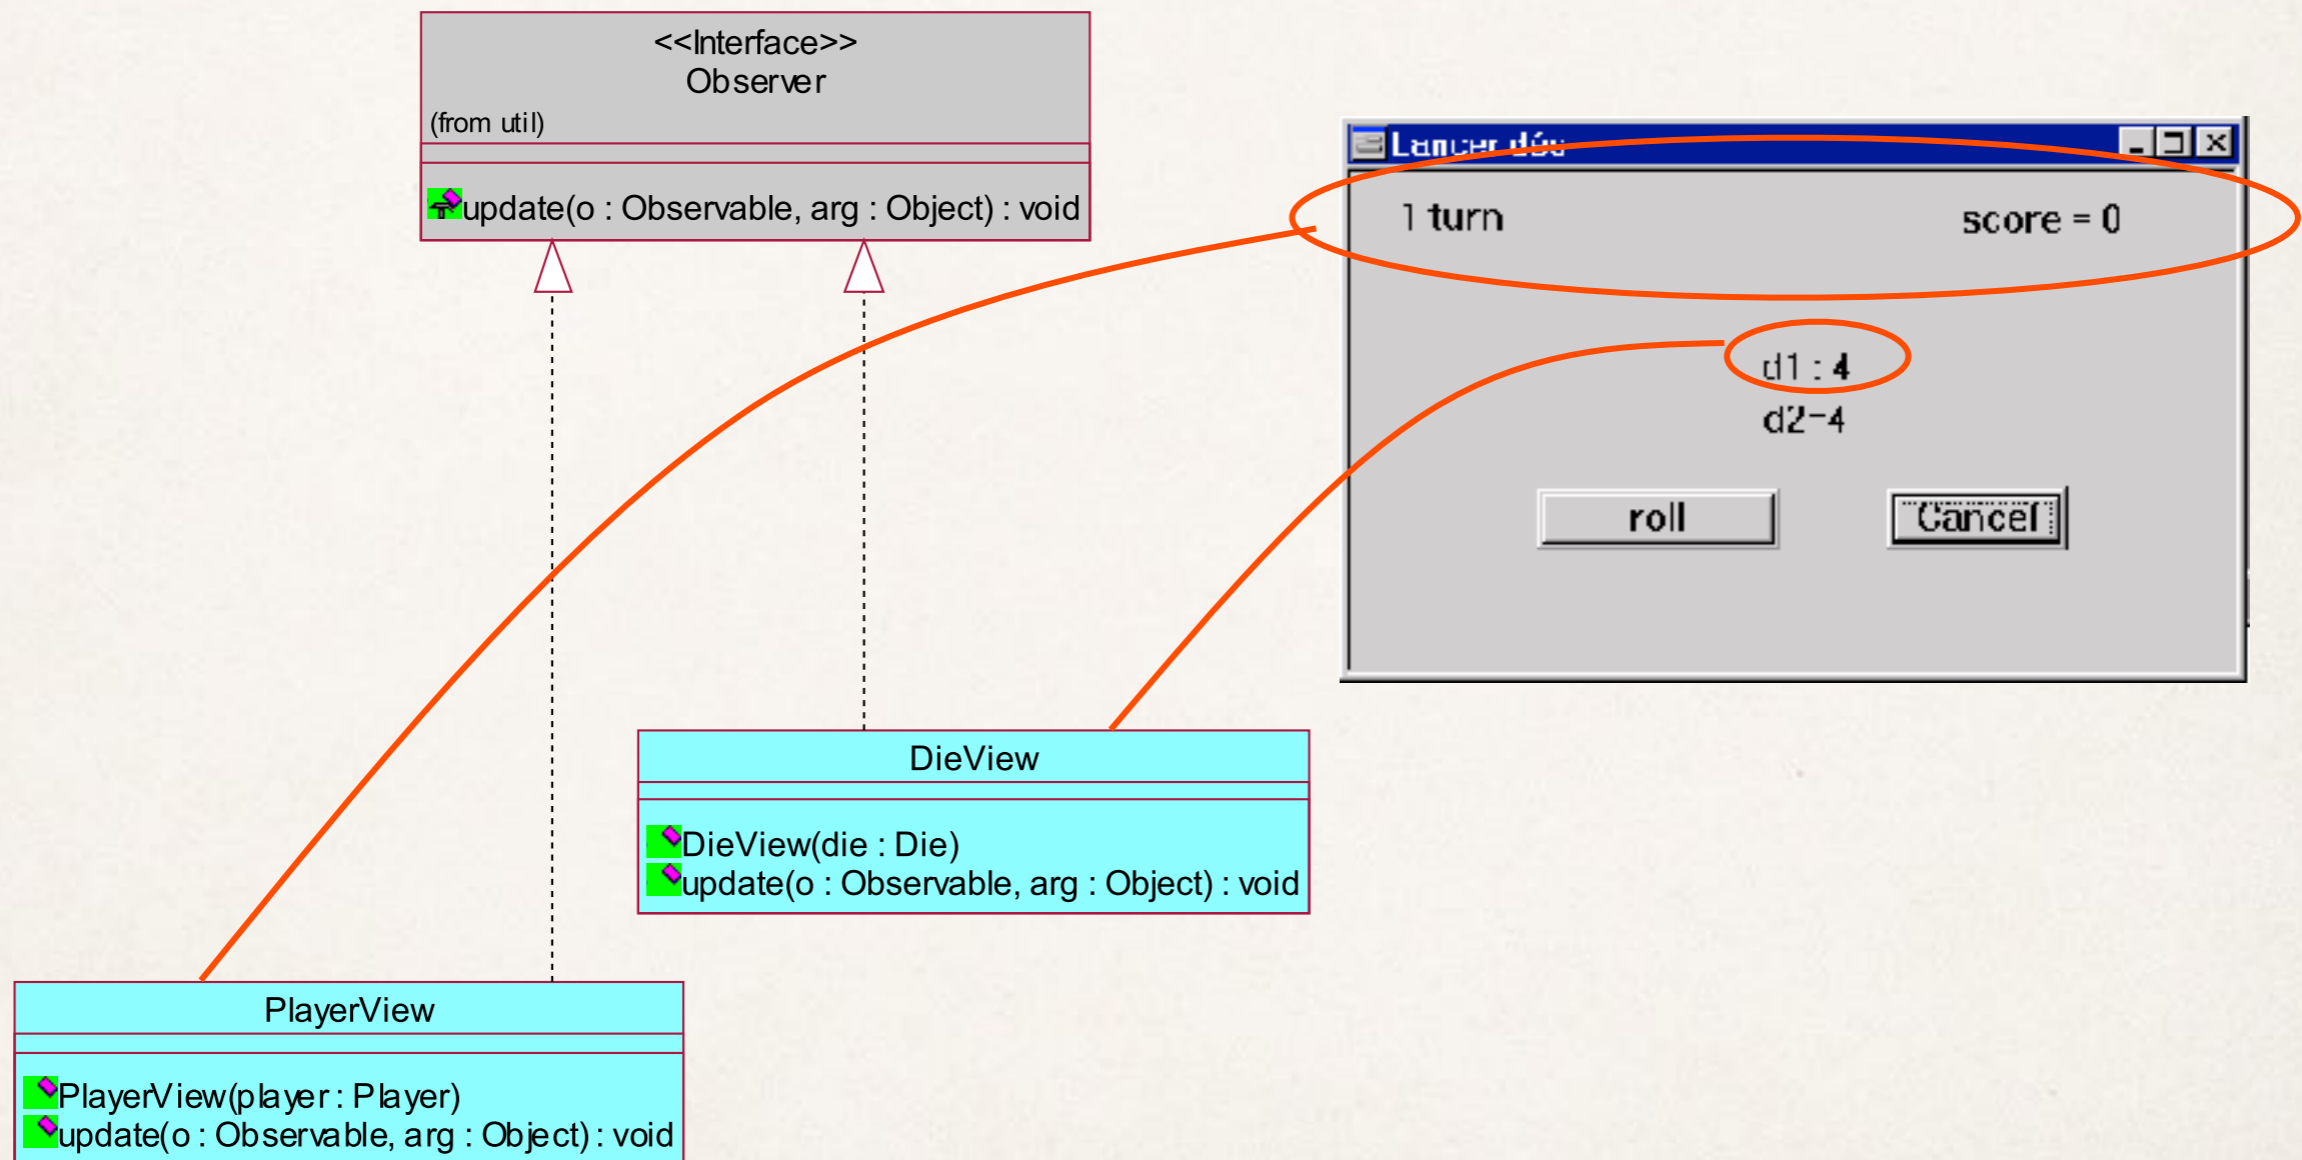 <<Interface>>
Observer
(from util)
update(o : Observable, arg : Object) : void
Lancer
1 turn
score = 0
d1 : 4
d2-4
roll
Cancel
DieView
DieView(die : Die)
update(o : Observable, arg : Object) : void
PlayerView
PlayerView(player : Player)
update(o : Observable, arg : Object) : void